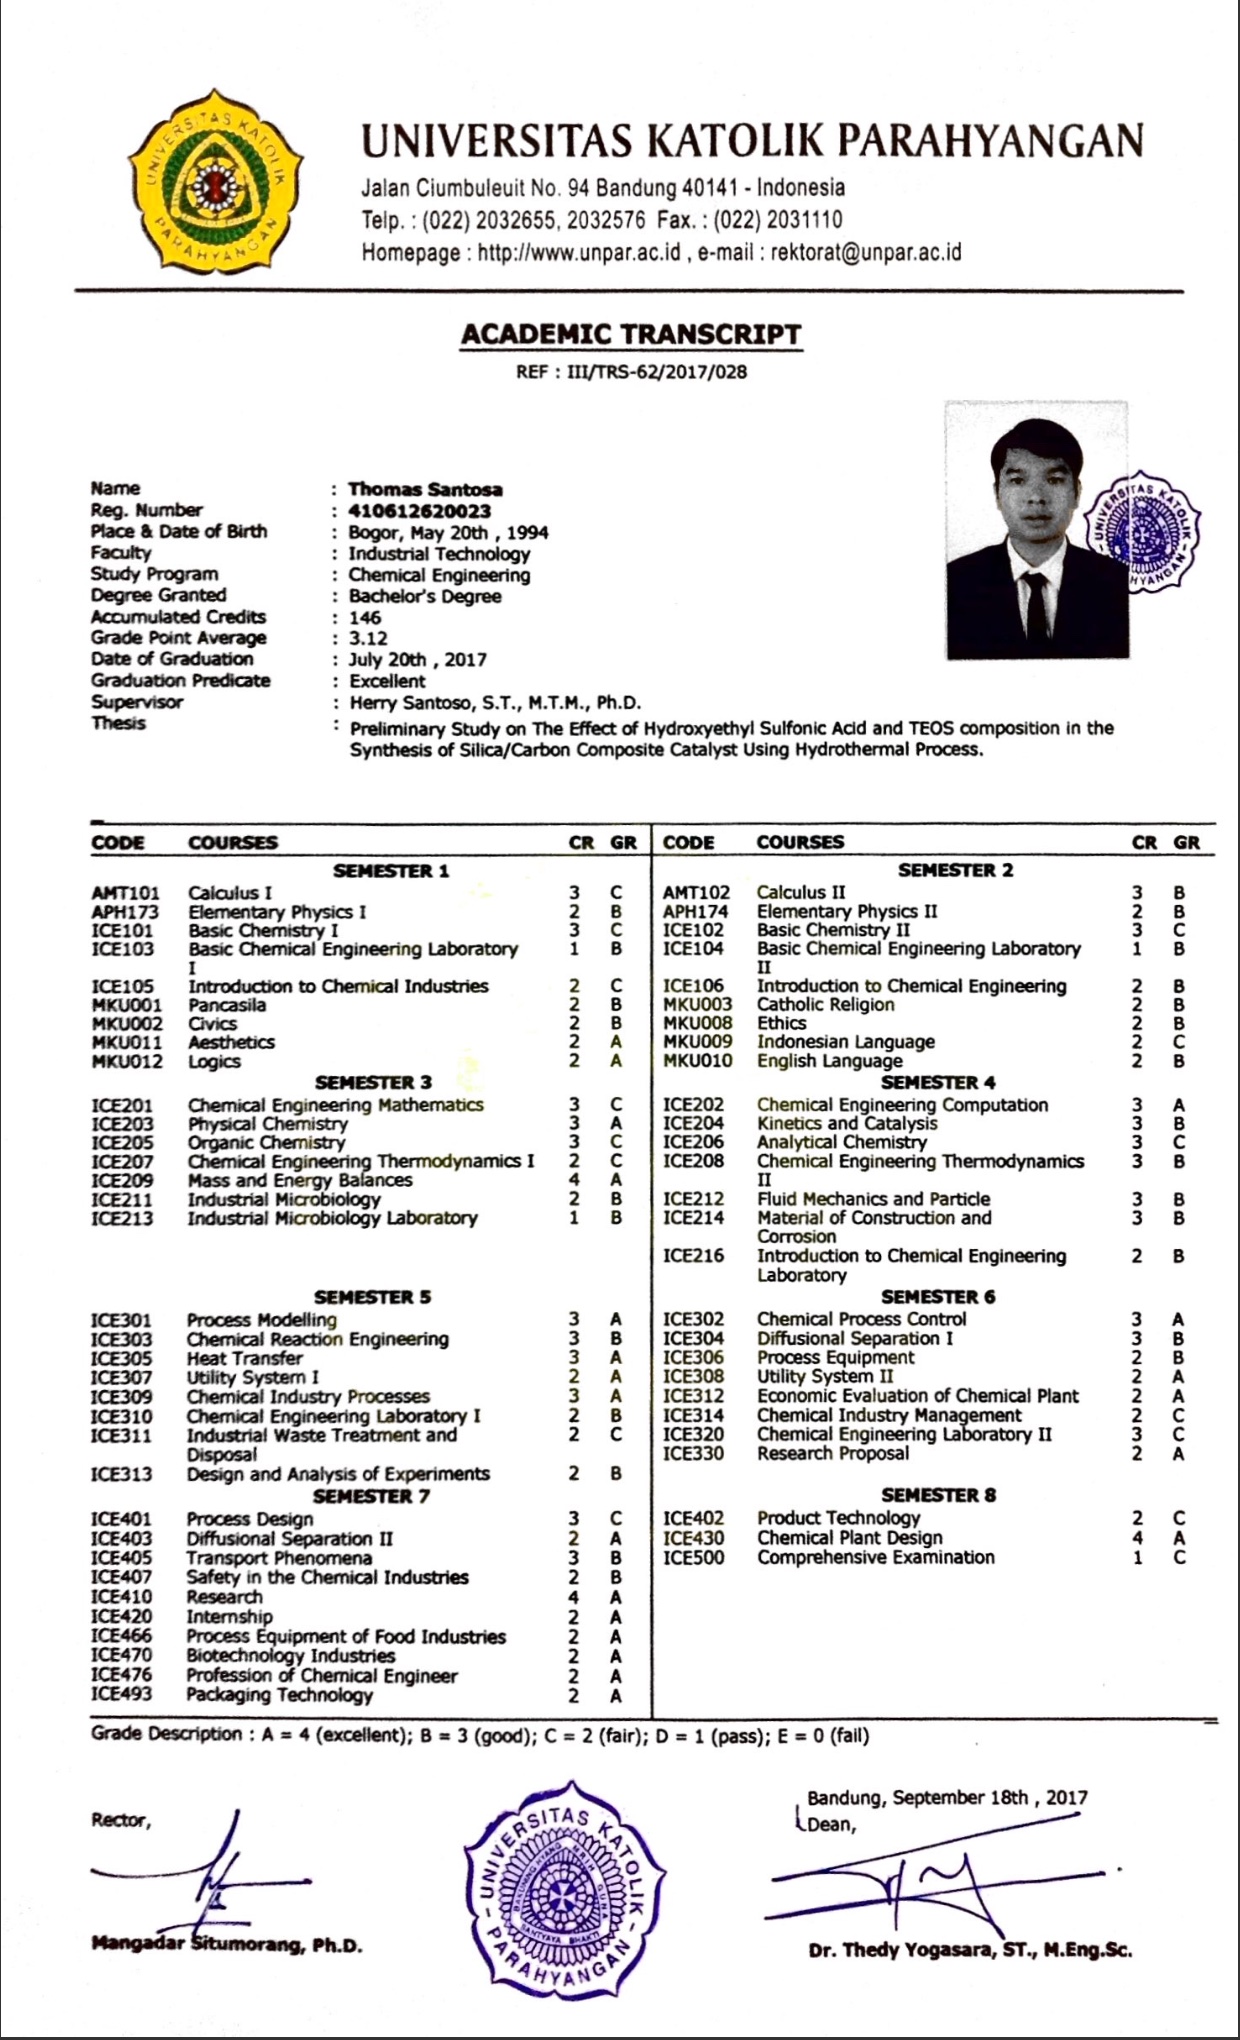 UNIVERSITAS KATOLIK PARAHYANGAN
UNIVERSITAS KATOLIK PARAHYANGAN
Jalan Ciumbuleuit No. 94 Bandung 40141 - Indonesia
Telp. : (022) 2032655, 2032576 Fax. : (022) 2031110
Homepage : http://www.unpar.ac.id , e-mail : rektorat@unpar.ac.id
ACADEMIC TRANSCRIPT
REF : III/TRS-62/2017/028
Name : Thomas Santosa
Reg. Number : 410612620023
Place & Date of Birth : Bogor, May 20th , 1994
Faculty : Industrial Technology
Study Program : Chemical Engineering
Degree Granted : Bachelor's Degree
Accumulated Credits : 146
Grade Point Average : 3.12
Date of Graduation : July 20th , 2017
Graduation Predicate : Excellent
Supervisor : Herry Santoso, S.T., M.T.M., Ph.D.
Thesis : Preliminary Study on The Effect of Hydroxyethyl Sulfonic Acid and TEOS composition in the
Synthesis of Silica/Carbon Composite Catalyst Using Hydrothermal Process.
UNIVERSITAS KATOLIK PARAHYANGAN
CODE COURSES CR GR
SEMESTER 1
AMT101 Calculus I 3 C
APH173 Elementary Physics I 2 B
ICE101 Basic Chemistry I 3 C
ICE103 Basic Chemical Engineering Laboratory 1 B
I
ICE105 Introduction to Chemical Industries 2 C
MKU001 Pancasila 2 B
MKU002 Civics 2 B
MKU011 Aesthetics 2 A
MKU012 Logics 2 A
CODE COURSES CR GR
SEMESTER 2
AMT102 Calculus II 3 B
APH174 Elementary Physics II 2 B
ICE102 Basic Chemistry II 3 C
ICE104 Basic Chemical Engineering Laboratory 1 B
II
ICE106 Introduction to Chemical Engineering 2 B
MKU003 Catholic Religion 2 B
MKU008 Ethics 2 B
MKU009 Indonesian Language 2 C
MKU010 English Language 2 B
SEMESTER 3
ICE201 Chemical Engineering Mathematics 3 C
ICE203 Physical Chemistry 3 A
ICE205 Organic Chemistry 3 C
ICE207 Chemical Engineering Thermodynamics I 2 C
ICE209 Mass and Energy Balances 4 A
ICE211 Industrial Microbiology 2 B
ICE213 Industrial Microbiology Laboratory 1 B
SEMESTER 4
ICE202 Chemical Engineering Computation 3 A
ICE204 Kinetics and Catalysis 3 B
ICE206 Analytical Chemistry 3 C
ICE208 Chemical Engineering Thermodynamics 3 B
II
ICE212 Fluid Mechanics and Particle 3 B
ICE214 Material of Construction and 3 B
Corrosion
ICE216 Introduction to Chemical Engineering 2 B
Laboratory
SEMESTER 5
ICE301 Process Modelling 3 A
ICE303 Chemical Reaction Engineering 3 B
ICE305 Heat Transfer 3 A
ICE307 Utility System I 2 A
ICE309 Chemical Industry Processes 3 A
ICE310 Chemical Engineering Laboratory I 2 B
ICE311 Industrial Waste Treatment and 2 C
Disposal
ICE313 Design and Analysis of Experiments 2 B
SEMESTER 6
ICE302 Chemical Process Control 3 A
ICE304 Diffusional Separation I 3 B
ICE306 Process Equipment 2 B
ICE308 Utility System II 2 A
ICE312 Economic Evaluation of Chemical Plant 2 A
ICE314 Chemical Industry Management 2 C
ICE320 Chemical Engineering Laboratory II 3 C
ICE330 Research Proposal 2 A
SEMESTER 7
ICE401 Process Design 3 C
ICE403 Diffusional Separation II 2 A
ICE405 Transport Phenomena 3 B
ICE407 Safety in the Chemical Industries 2 B
ICE410 Research 4 A
ICE420 Internship 2 A
ICE466 Process Equipment of Food Industries 2 A
ICE470 Biotechnology Industries 2 A
ICE476 Profession of Chemical Engineer 2 A
ICE493 Packaging Technology 2 A
SEMESTER 8
ICE402 Product Technology 2 C
ICE430 Chemical Plant Design 4 A
ICE500 Comprehensive Examination 1 C
Grade Description : A = 4 (excellent); B = 3 (good); C = 2 (fair); D = 1 (pass); E = 0 (fail)
Rector,
Mangadar Situmorang, Ph.D.
UNIVERSITAS KATOLIK PARAHYANGAN
BAKUNING HYANG MRIH GUNA SANTYAYA BHAKTI
Bandung, September 18th , 2017
Dean,
Dr. Thedy Yogasara, ST., M.Eng.Sc.